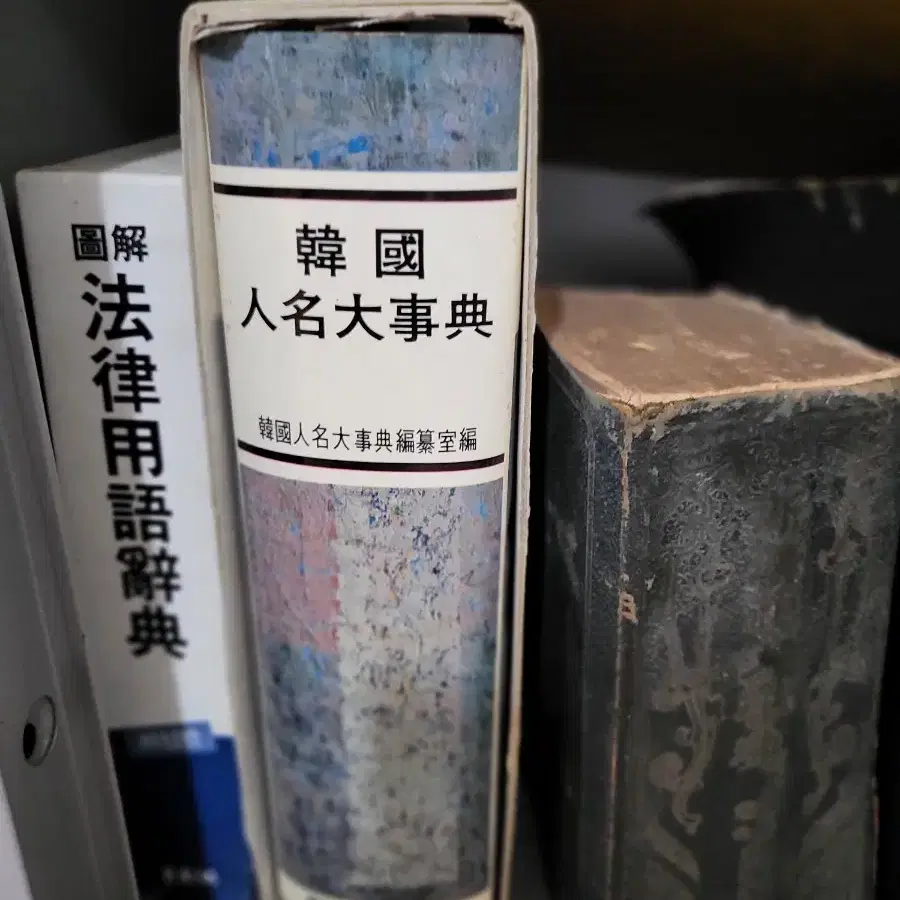 圖解
法律用語辭典
韓國
人名大事典
韓國人名大事典編纂室編